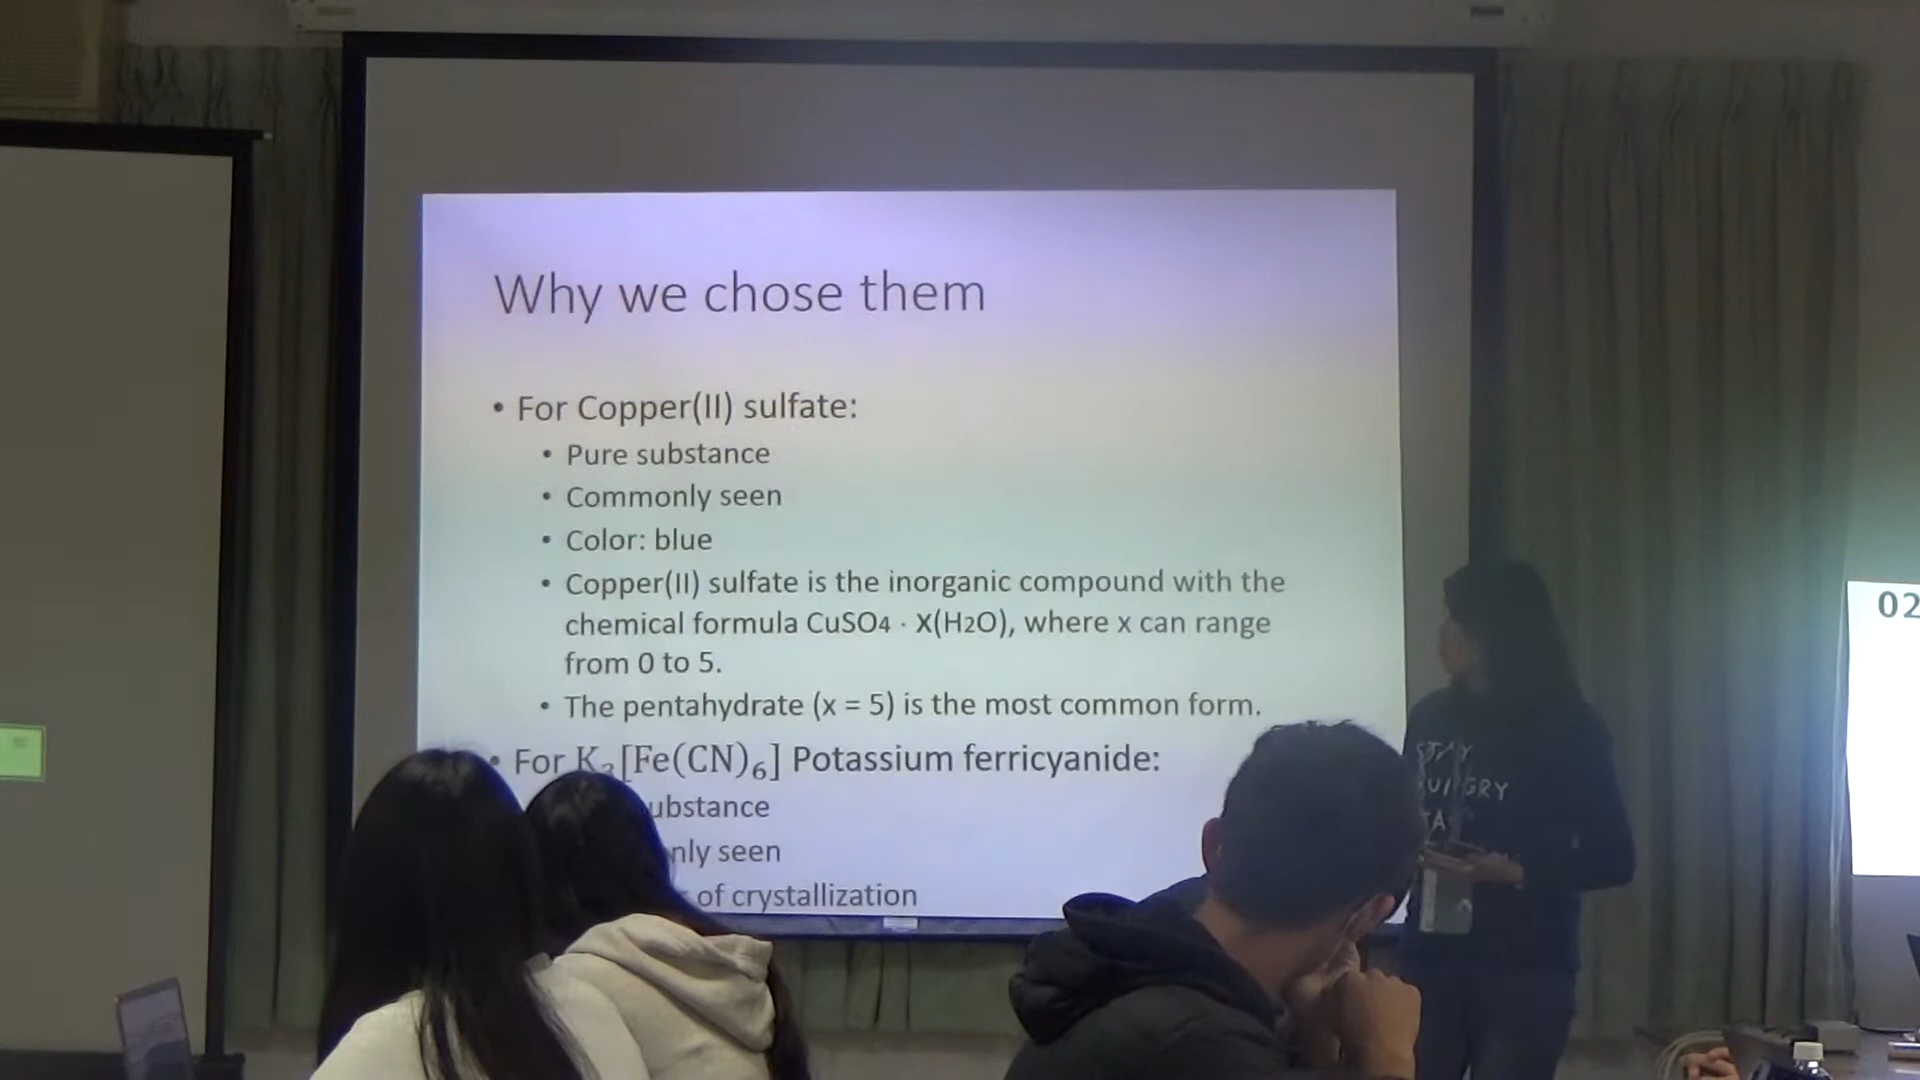 Why we chose them
• For Copper(II) sulfate:
• Pure substance
• Commonly seen
• Color: blue
• Copper(II) sulfate is the inorganic compound with the
chemical formula CuSO4 · X(H2O), where x can range
from 0 to 5.
• The pentahydrate (x = 5) is the most common form.
• For K₃[Fe(CN)₆] Potassium ferricyanide:
ubstance
nly seen
of crystallization
STAY
GRY
02